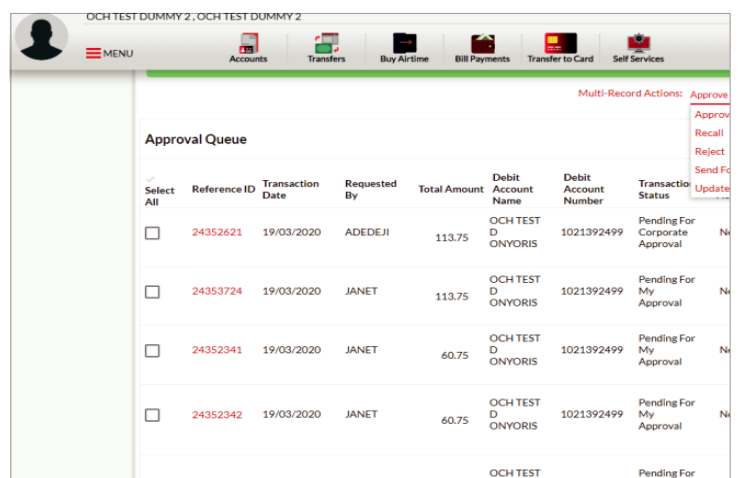 OCH TEST DUMMY 2 , OCH TEST DUMMY 2
MENU
Accounts
Transfers
Buy Airtime
Bill Payments
Transfer to Card
Self Services
Multi-Record Actions: Approve
Approv
Recall
Reject
Send Fo
Update
Approval Queue
Select All
Reference ID
Transaction Date
Requested By
Total Amount
Debit Account Name
Debit Account Number
Transactio
Status
24352621 19/03/2020 ADEDEJI 113.75 OCH TEST D ONYORIS 1021392499 Pending For Corporate Approval
24353724 19/03/2020 JANET 113.75 OCH TEST D ONYORIS 1021392499 Pending For My Approval
24352341 19/03/2020 JANET 60.75 OCH TEST D ONYORIS 1021392499 Pending For My Approval
24352342 19/03/2020 JANET 60.75 OCH TEST D ONYORIS 1021392499 Pending For My Approval
OCH TEST Pending For